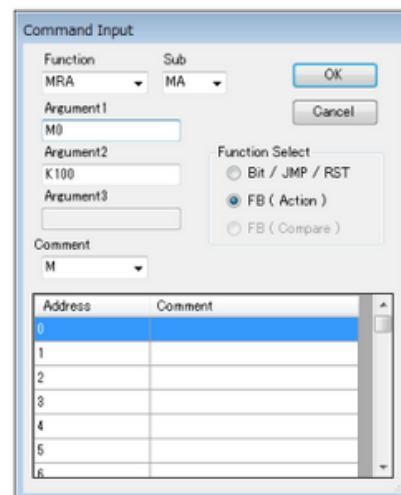 Command Input
Function Sub
MRA MA
OK
Argument1
Cancel
M0
Argument2
Function Select
K100
Bit / JMP / RST
Argument3
FB ( Action )
FB ( Compare )
Comment
M
Address Comment
0
1
2
3
4
5
6